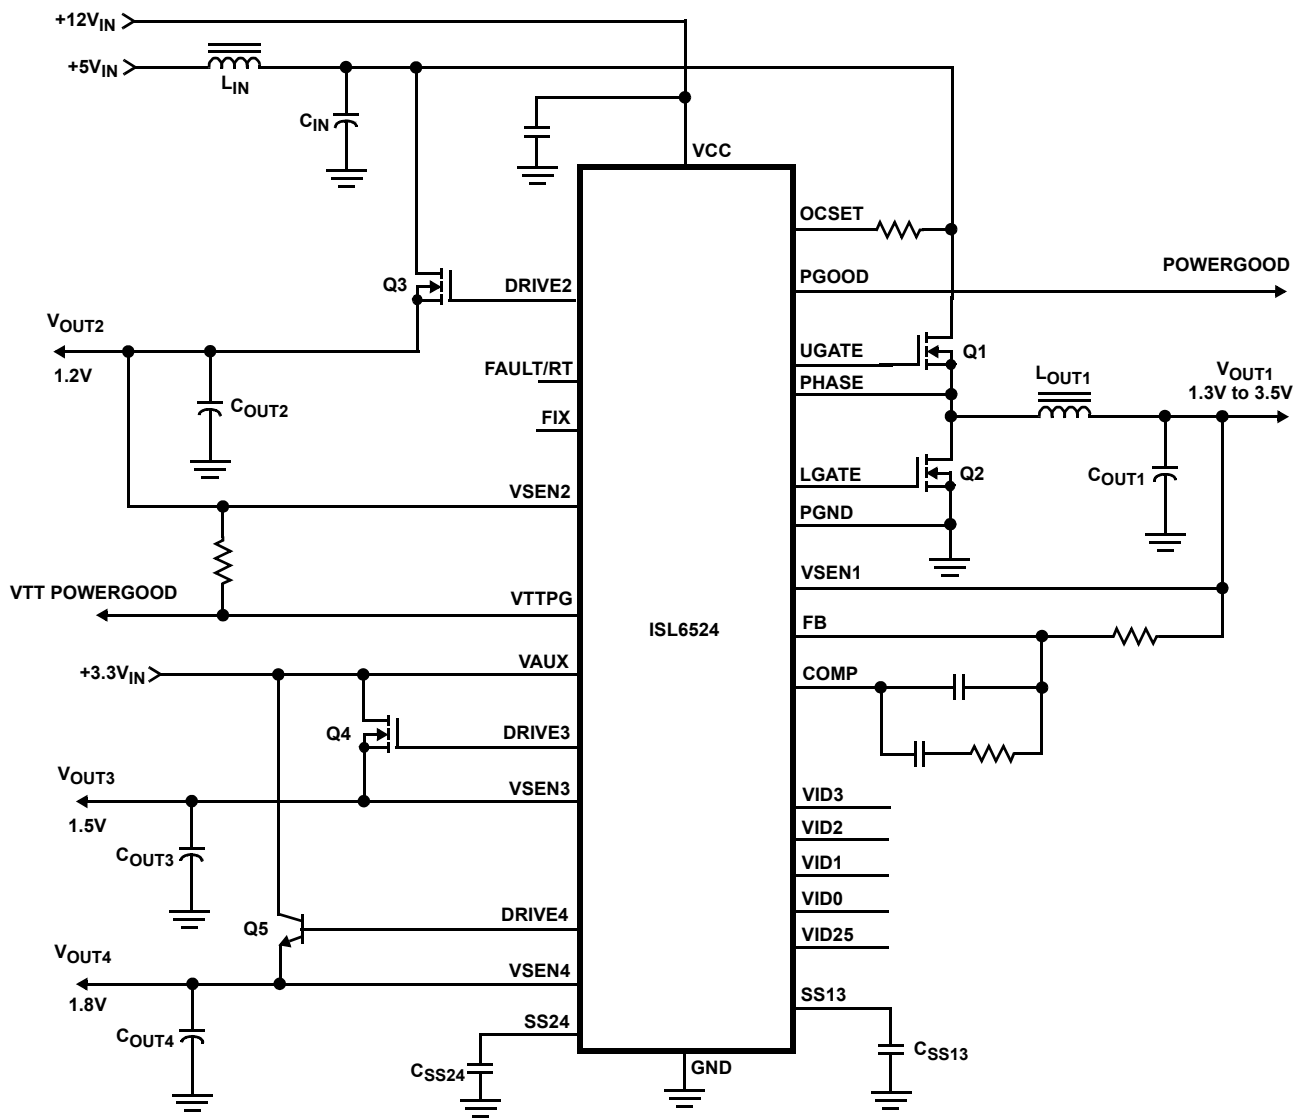 +12VIN
+5VIN
LIN
CIN
VCC
OCSET
PGOOD
POWERGOOD
Q3
DRIVE2
VOUT2
1.2V
COUT2
FAULT/RT
FIX
UGATE
Q1
PHASE
LOUT1
VOUT1
1.3V to 3.5V
LGATE
Q2
COUT1
PGND
VSEN2
VSEN1
VTT POWERGOOD
VTTPG
ISL6524
FB
+3.3VIN
VAUX
COMP
Q4
DRIVE3
VOUT3
1.5V
VSEN3
COUT3
VID3
VID2
VID1
VID0
VID25
Q5
DRIVE4
VOUT4
1.8V
VSEN4
COUT4
SS24
CSS24
SS13
CSS13
GND